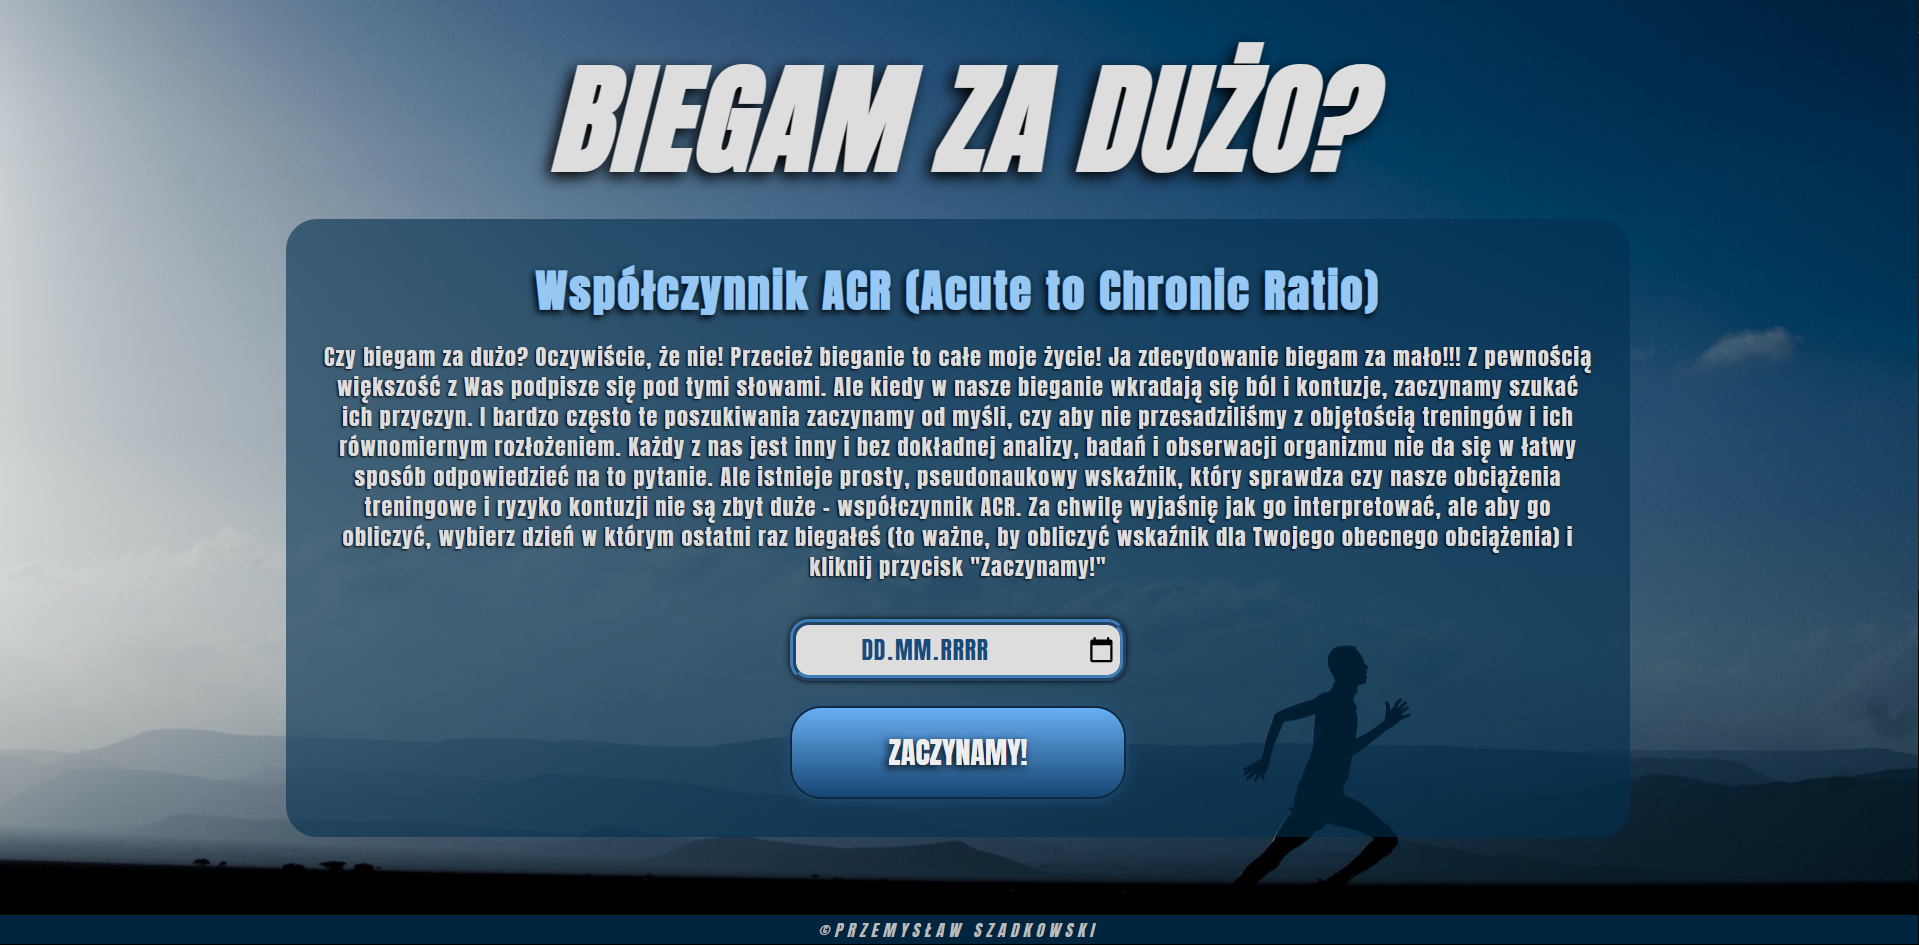 BIEGAM ZA DUŻO?
Współczynnik ACR (Acute to Chronic Ratio)
Czy biegam za dużo? Oczywiście, że nie! Przecież bieganie to całe moje życie! Ja zdecydowanie biegam za mało!!! Z pewnością
większość z Was podpisze się pod tymi słowami. Ale kiedy w nasze bieganie wkradają się ból i kontuzje, zaczynamy szukać
ich przyczyn. I bardzo często te poszukiwania zaczynamy od myśli, czy aby nie przesadziliśmy z objętością treningów i ich
równomiernym rozłożeniem. Każdy z nas jest inny i bez dokładnej analizy, badań i obserwacji organizmu nie da się w łatwy
sposób odpowiedzieć na to pytanie. Ale istnieje prosty, pseudonaukowy wskaźnik, który sprawdza czy nasze obciążenia
treningowe i ryzyko kontuzji nie są zbyt duże - współczynnik ACR. Za chwilę wyjaśnię jak go interpretować, ale aby go
obliczyć, wybierz dzień w którym ostatni raz biegałeś (to ważne, by obliczyć wskaźnik dla Twojego obecnego obciążenia) i
kliknij przycisk "Zaczynamy!"
DD.MM.RRRR
ZACZYNAMY!
©PRZEMYSŁAW SZADKOWSKI